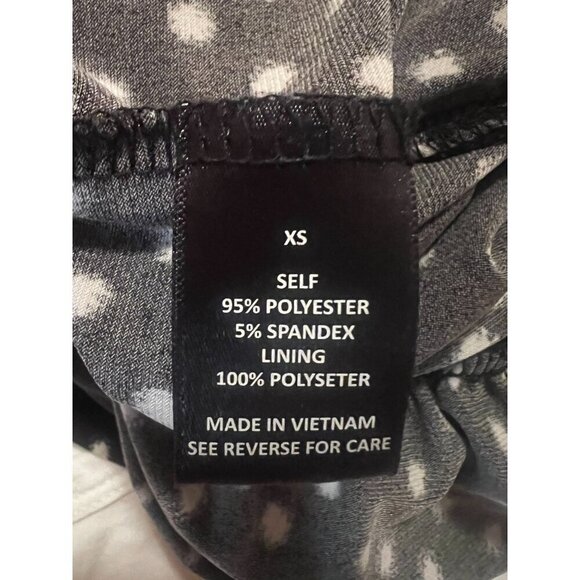 XS
SELF
95% POLYESTER
5% SPANDEX
LINING
100% POLYSETER
MADE IN VIETNAM
SEE REVERSE FOR CARE